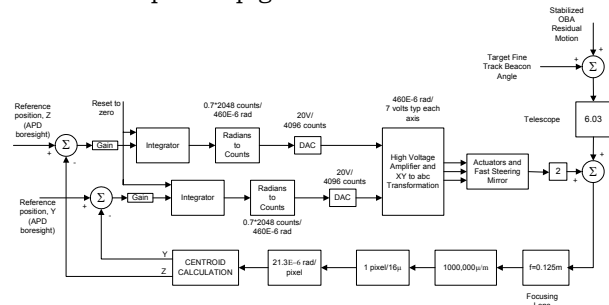 Stabilized
OBA
Residual
Motion
+
Σ
+
Target Fine
Track Beacon
Angle
Telescope
6.03
Reference
position, Z
(APD
boresight)
Reset to
zero
0.7*2048 counts/
460E-6 rad
20V/
4096 counts
460E-6 rad/
7 volts typ each
axis
+
Σ
-
Gain
Integrator
Radians
to
Counts
DAC
High Voltage
Amplifier and
XY to abc
Transformation
Actuators and
Fast Steering
Mirror
2
+
+
Σ
Reference
position, Y
(APD
boresight)
+
Σ
-
Gain
Integrator
Radians
to
Counts
20V/
4096 counts
DAC
0.7*2048 counts/
460E-6 rad
Y
Z
CENTROID
CALCULATION
21.3E-6 rad/
pixel
1 pixel/16μ
1000,000μ/m
f=0.125m
Focusing